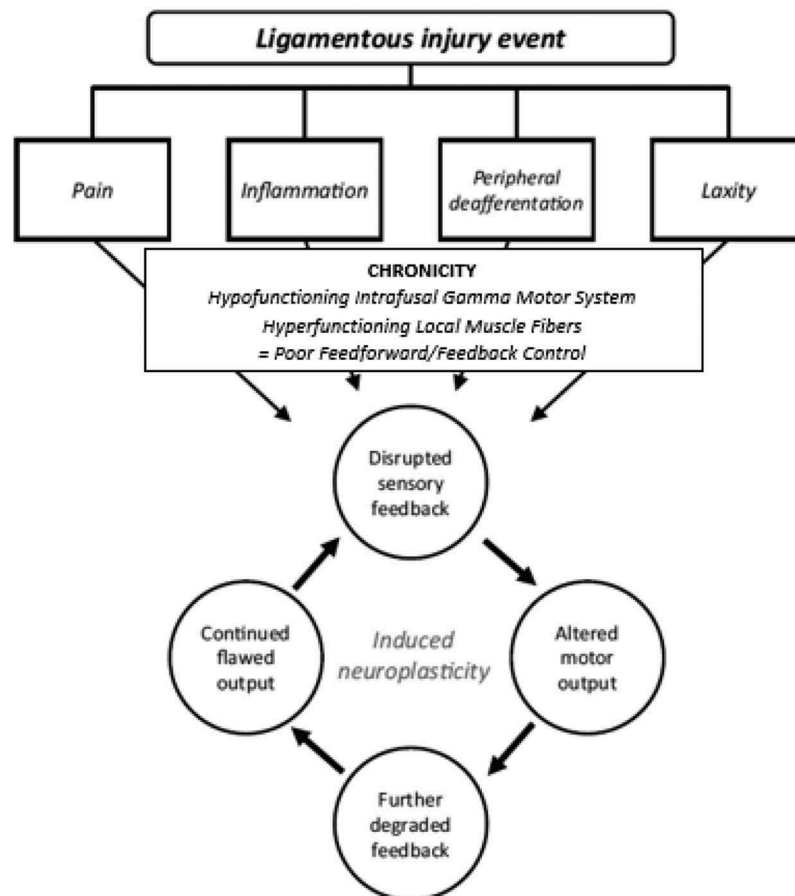 Ligamentous injury event
Pain
Inflammation
Peripheral
deafferentation
Laxity
CHRONICITY
Hypofunctioning Intrafusal Gamma Motor System
Hyperfunctioning Local Muscle Fibers
= Poor Feedforward/Feedback Control
Disrupted
sensory
feedback
Continued
flawed
output
Induced
neuroplasticity
Altered
motor
output
Further
degraded
feedback